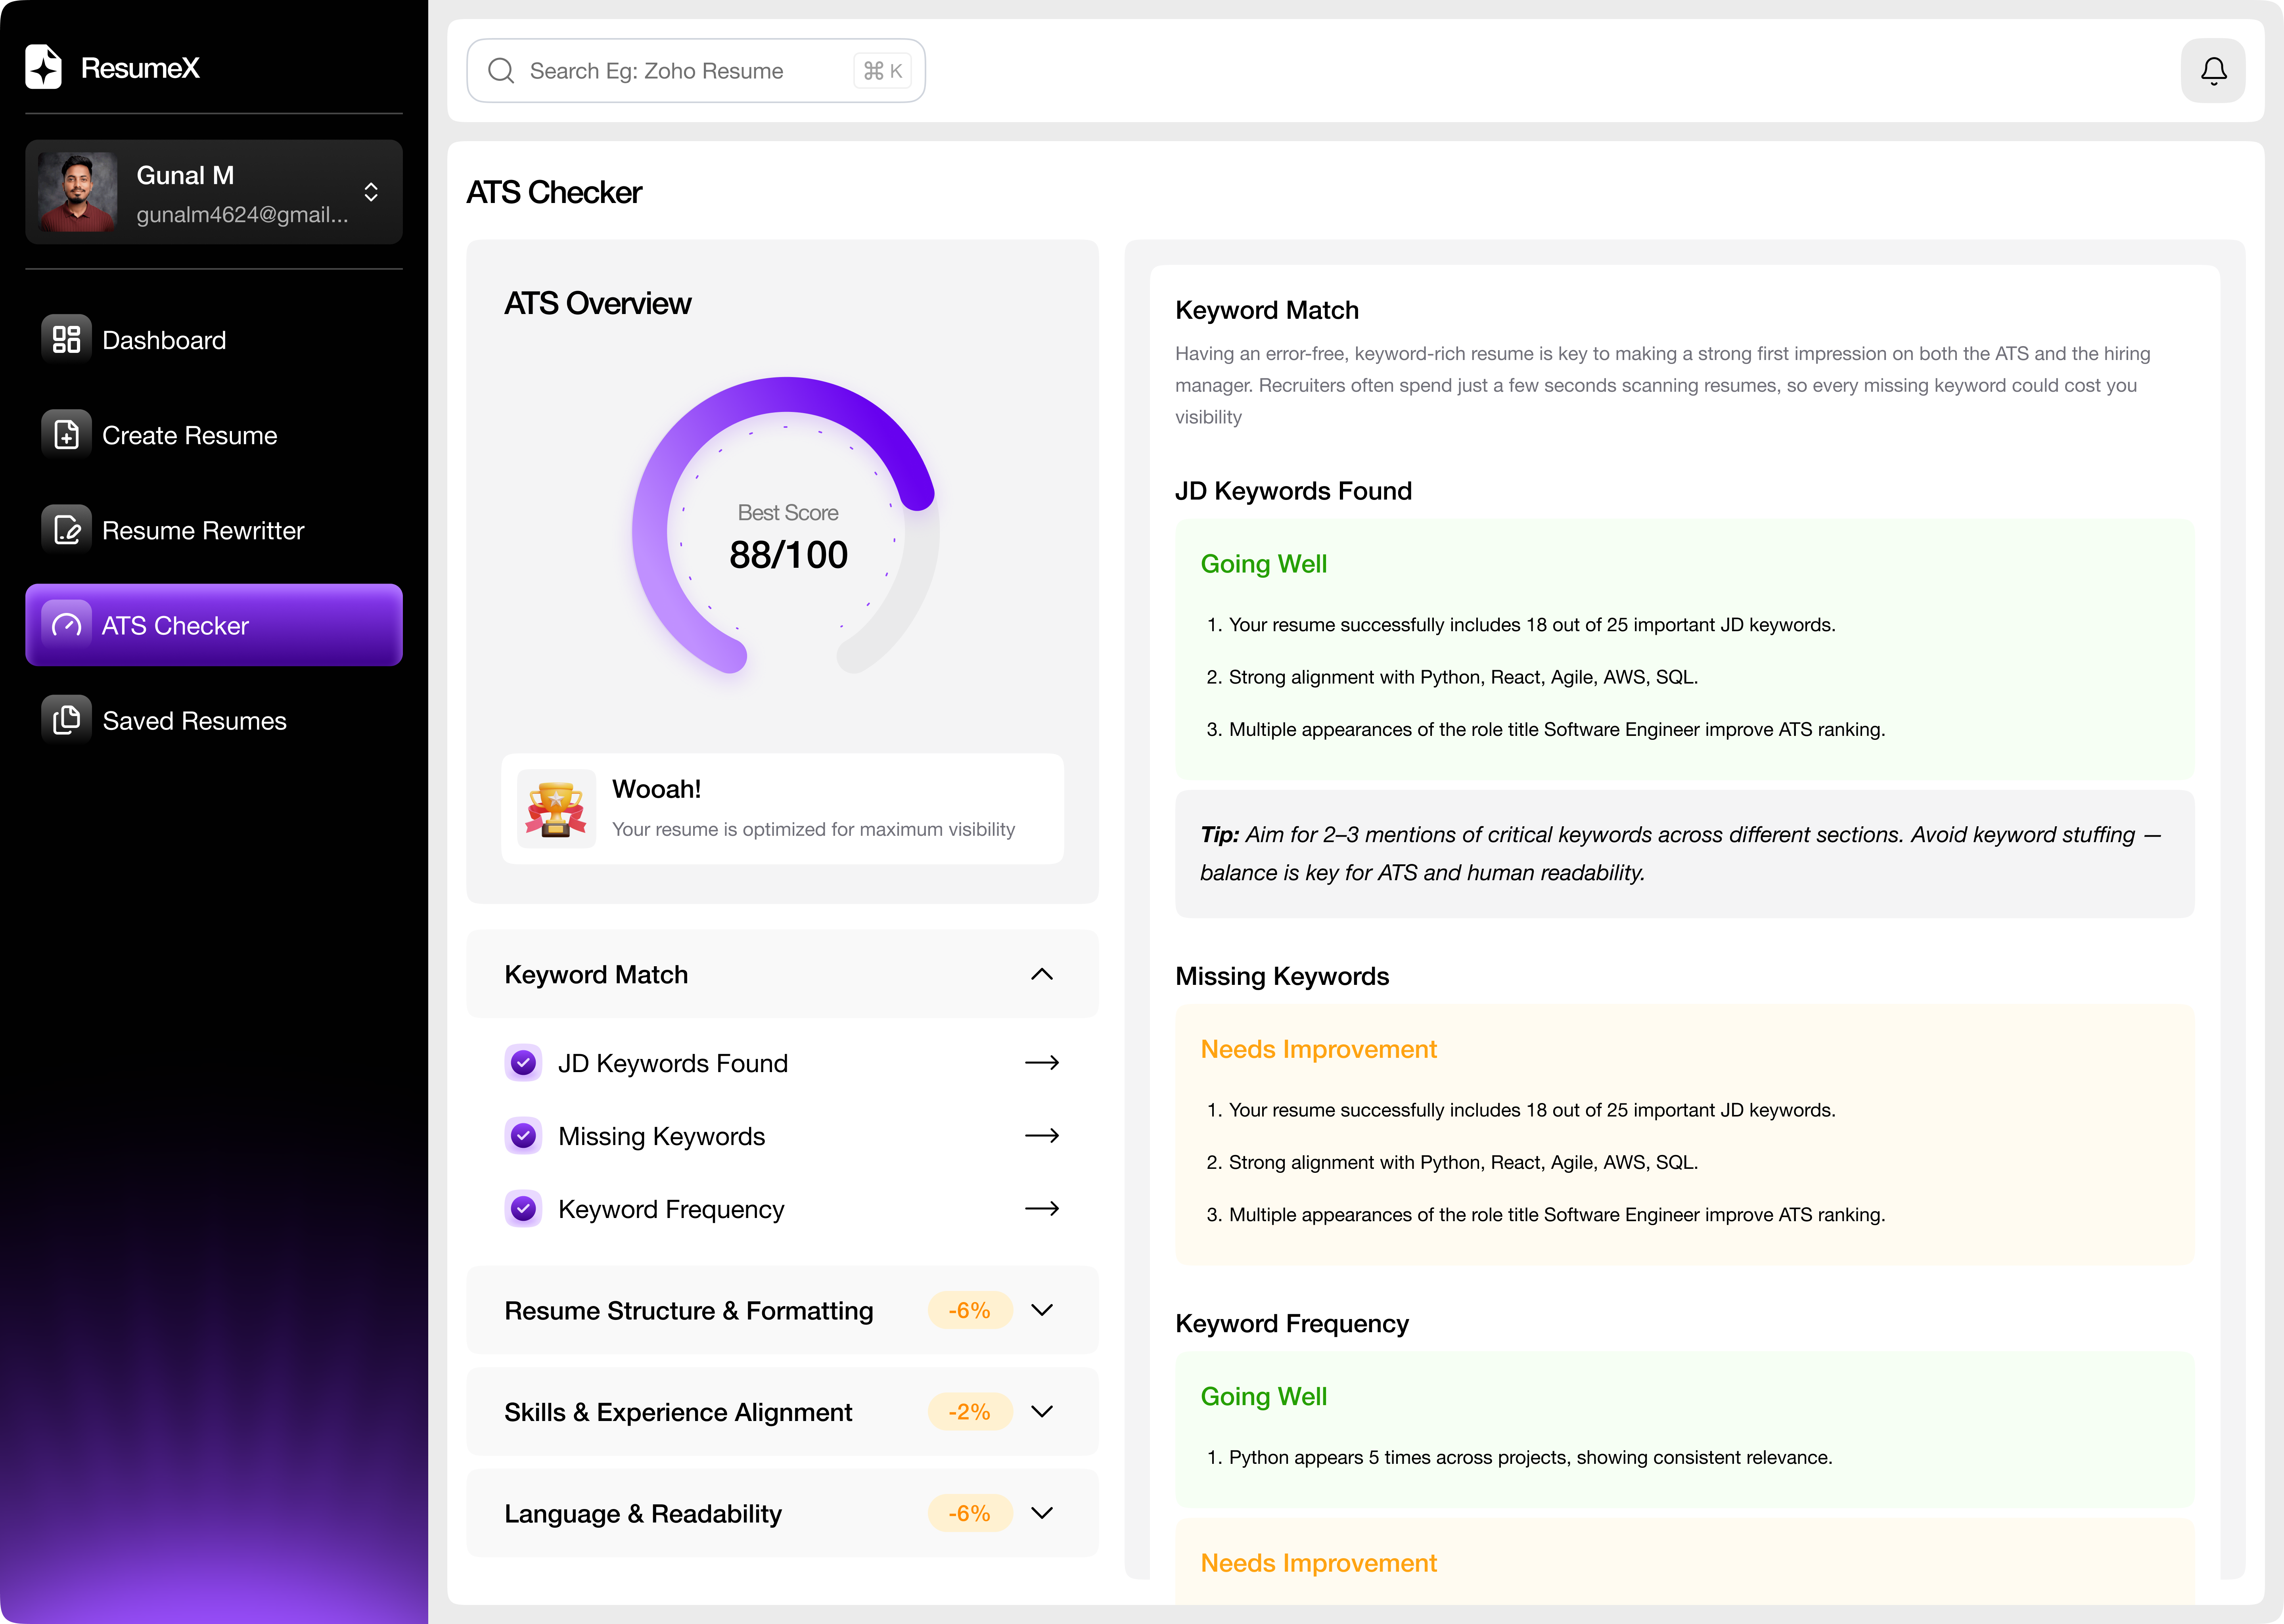 ResumeX
Gunal M
gunalm4624@gmail...
Dashboard
Create Resume
Resume Rewritter
ATS Checker
Saved Resumes
Search Eg: Zoho Resume
⌘ K
ATS Checker
ATS Overview
Best Score
88/100
Wooah!
Your resume is optimized for maximum visibility
Keyword Match
JD Keywords Found
Missing Keywords
Keyword Frequency
Resume Structure & Formatting
-6%
Skills & Experience Alignment
-2%
Language & Readability
-6%
Keyword Match
Having an error-free, keyword-rich resume is key to making a strong first impression on both the ATS and the hiring
manager. Recruiters often spend just a few seconds scanning resumes, so every missing keyword could cost you
visibility
JD Keywords Found
Going Well
1. Your resume successfully includes 18 out of 25 important JD keywords.
2. Strong alignment with Python, React, Agile, AWS, SQL.
3. Multiple appearances of the role title Software Engineer improve ATS ranking.
Tip: Aim for 2–3 mentions of critical keywords across different sections. Avoid keyword stuffing —
balance is key for ATS and human readability.
Missing Keywords
Needs Improvement
1. Your resume successfully includes 18 out of 25 important JD keywords.
2. Strong alignment with Python, React, Agile, AWS, SQL.
3. Multiple appearances of the role title Software Engineer improve ATS ranking.
Keyword Frequency
Going Well
1. Python appears 5 times across projects, showing consistent relevance.
Needs Improvement